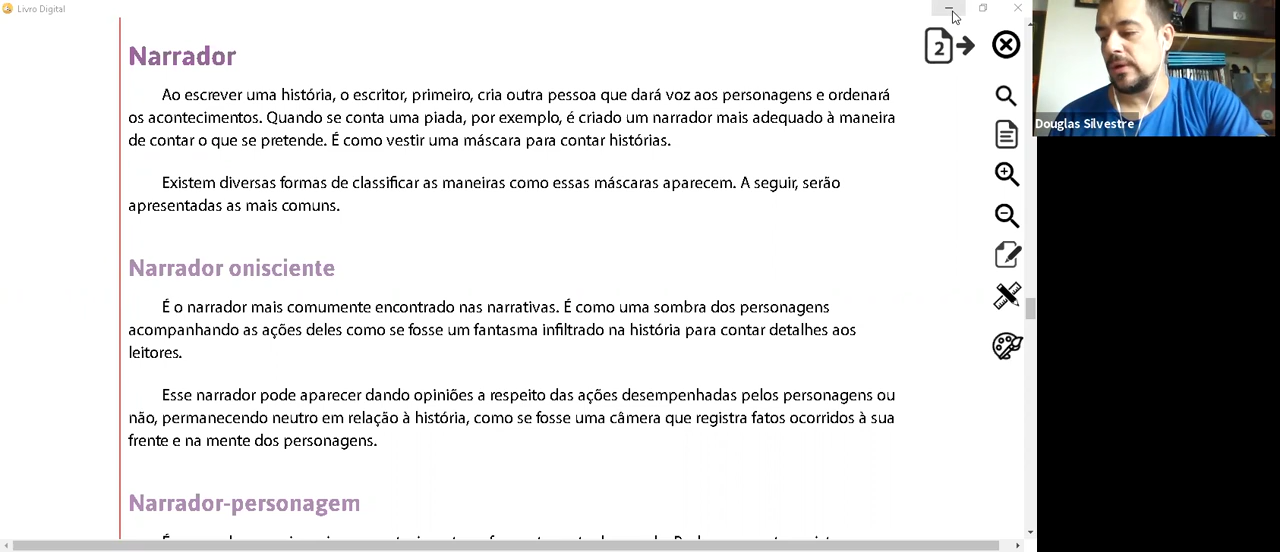 Livro Digital
Narrador
Ao escrever uma história, o escritor, primeiro, cria outra pessoa que dará voz aos personagens e ordenará
os acontecimentos. Quando se conta uma piada, por exemplo, é criado um narrador mais adequado à maneira
de contar o que se pretende. É como vestir uma máscara para contar histórias.
Existem diversas formas de classificar as maneiras como essas máscaras aparecem. A seguir, serão
apresentadas as mais comuns.
Narrador onisciente
É o narrador mais comumente encontrado nas narrativas. É como uma sombra dos personagens
acompanhando as ações deles como se fosse um fantasma infiltrado na história para contar detalhes aos
leitores.
Esse narrador pode aparecer dando opiniões a respeito das ações desempenhadas pelos personagens ou
não, permanecendo neutro em relação à história, como se fosse uma câmera que registra fatos ocorridos à sua
frente e na mente dos personagens.
Narrador-personagem
2
Douglas Silvestre